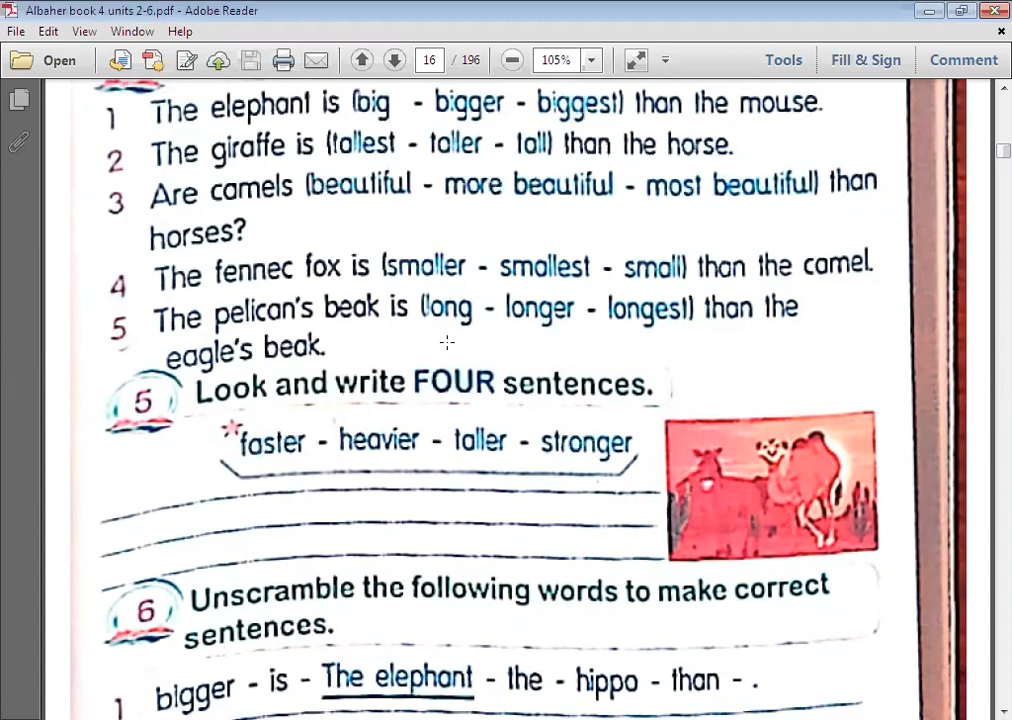 Albaher book 4 units 2-6.pdf - Adobe Reader
File Edit View Window Help
Open 16 / 196 105% Tools Fill & Sign Comment
1 The elephant is (big - bigger - biggest) than the mouse.
2 The giraffe is (tallest - taller - tall) than the horse.
3 Are camels (beautiful - more beautiful - most beautiful) than
horses?
4 The fennec fox is (smaller - smallest - small) than the camel.
5 The pelican's beak is (long - longer - longest) than the
eagle's beak.
5 Look and write FOUR sentences.
*faster - heavier - taller - stronger
6 Unscramble the following words to make correct
sentences.
1 bigger - is - The elephant - the - hippo - than - .